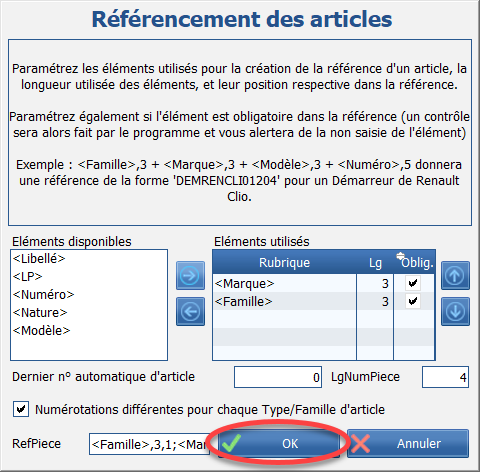 Référencement des articles
Paramétrez les éléments utilisés pour la création de la référence d'un article, la
longueur utilisée des éléments, et leur position respective dans la référence.
Paramétrez également si l'élément est obligatoire dans la référence (un contrôle
sera alors fait par le programme et vous alertera de la non saisie de l'élément)
Exemple : <Famille>,3 + <Marque>,3 + <Modèle>,3 + <Numéro>,5 donnera
une référence de la forme 'DEMRENCLI01204' pour un Démarreur de Renault
Clio.
Eléments disponibles
<Libellé>
<LP>
<Numéro>
<Nature>
<Modèle>
Eléments utilisés
Rubrique Lg Oblig.
<Marque> 3
<Famille> 3
Dernier n° automatique d'article 0 LgNumPiece 4
Numérotations différentes pour chaque Type/Famille d'article
RefPiece <Famille>,3,1;<Mar OK Annuler